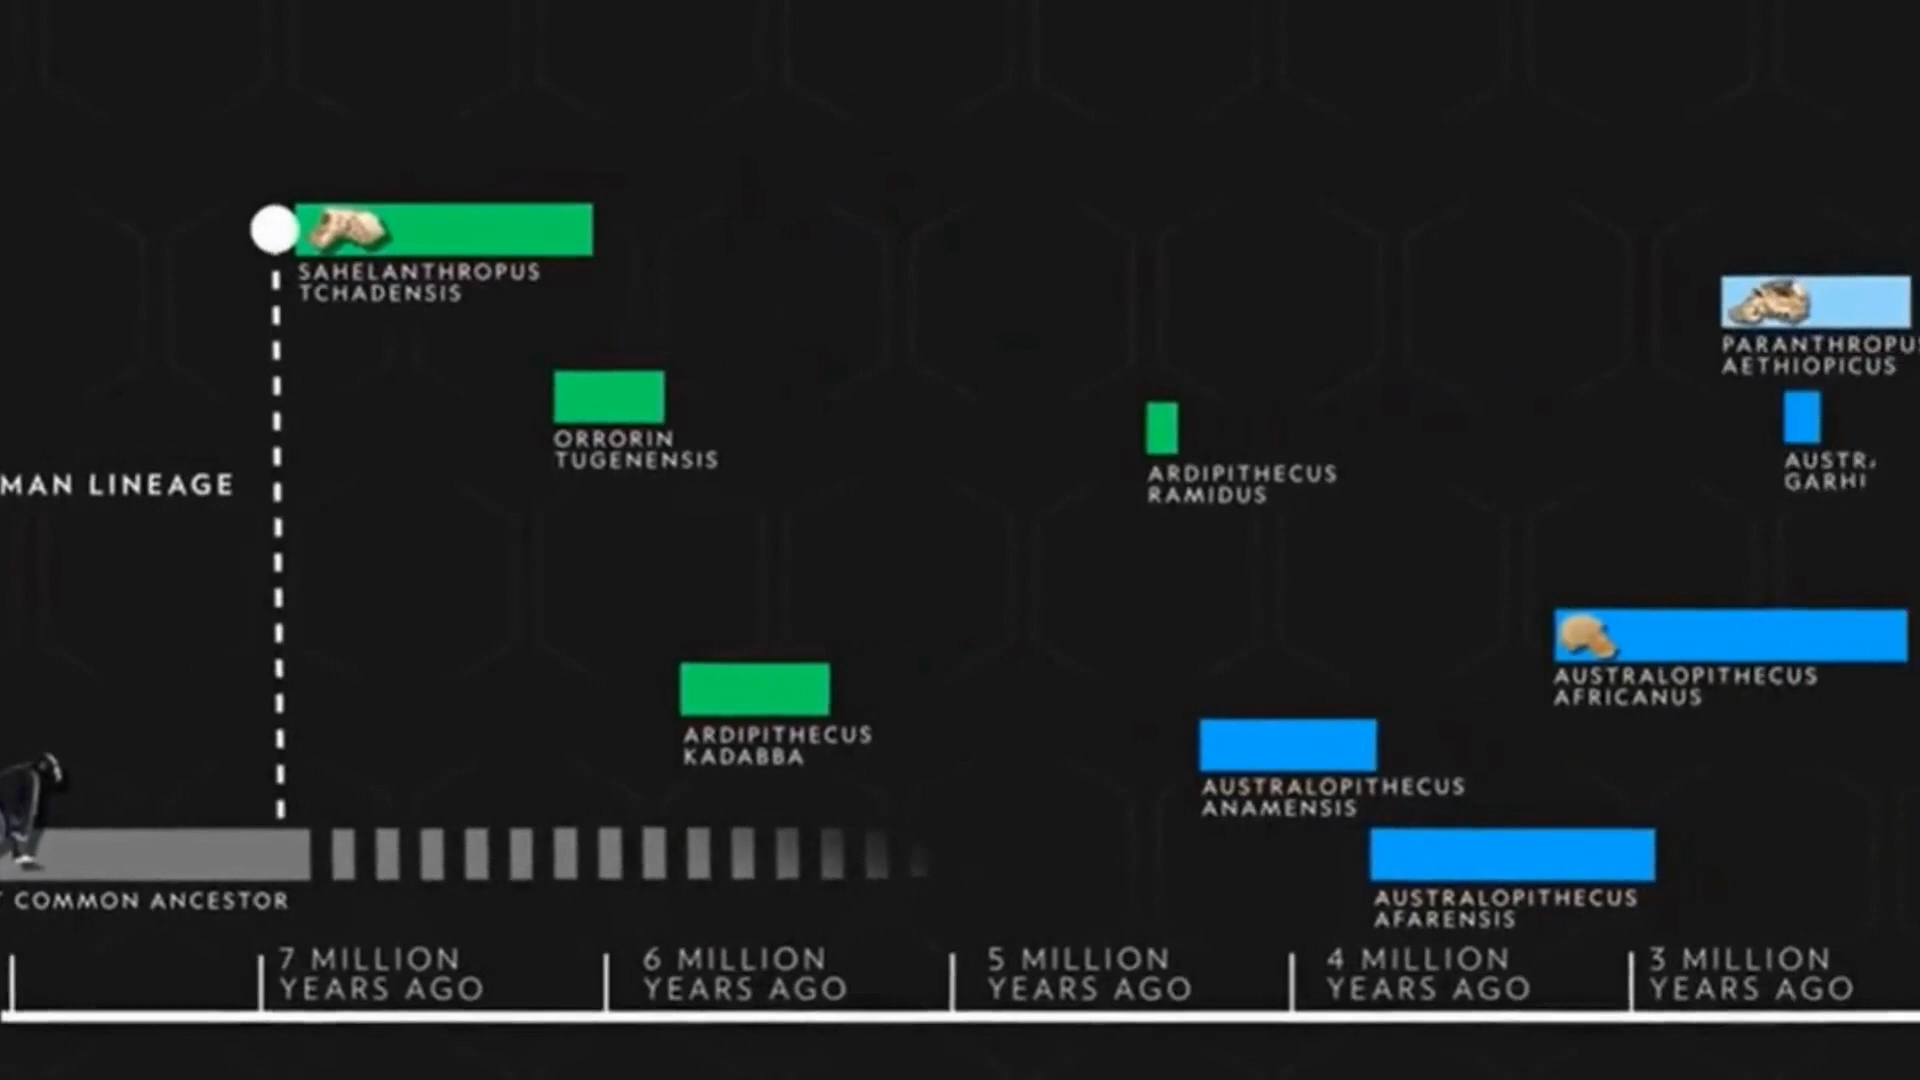 SAHELANTHROPUS
TCHADENSIS
PARANTHROPUS
AETHIOPICUS
ORRORIN
TUGENENSIS
AUSTR
GARHI
ARDIPITHECUS
RAMIDUS
MAN LINEAGE
AUSTRALOPITHECUS
AFRICANUS
ARDIPITHECUS
KADABBA
AUSTRALOPITHECUS
ANAMENSIS
COMMON ANCESTOR
AUSTRALOPITHECUS
AFARENSIS
7 MILLION
YEARS AGO
6 MILLION
YEARS AGO
5 MILLION
YEARS AGO
4 MILLION
YEARS AGO
3 MILLION
YEARS AGO